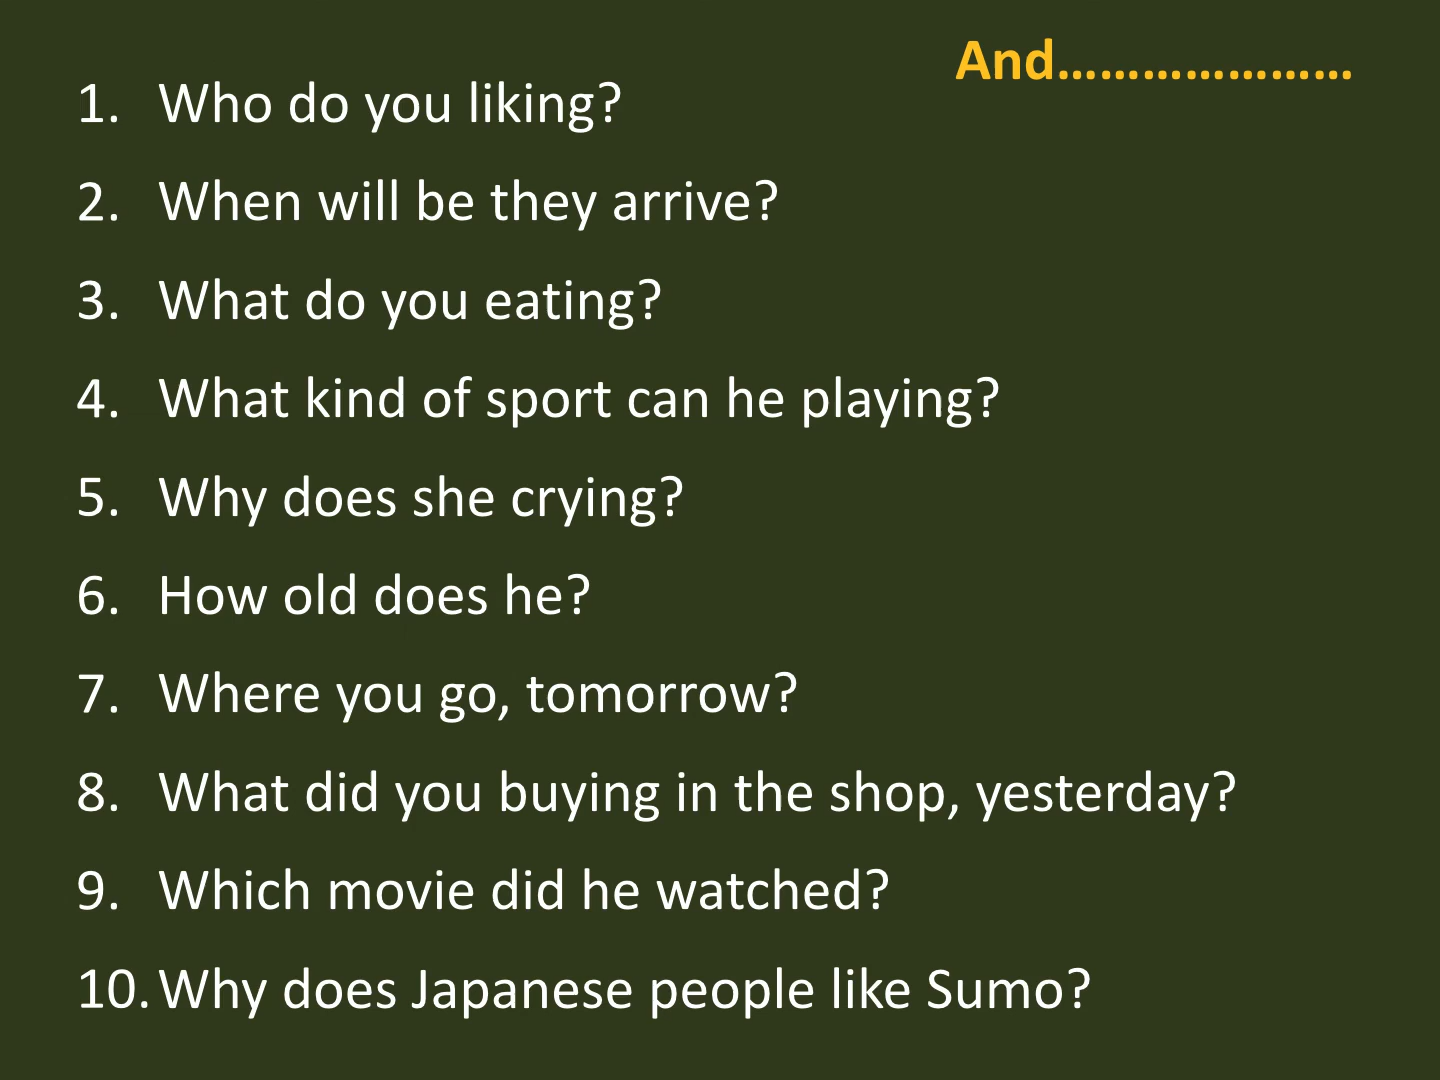 And…………………
1. Who do you liking?
2. When will be they arrive?
3. What do you eating?
4. What kind of sport can he playing?
5. Why does she crying?
6. How old does he?
7. Where you go, tomorrow?
8. What did you buying in the shop, yesterday?
9. Which movie did he watched?
10. Why does Japanese people like Sumo?